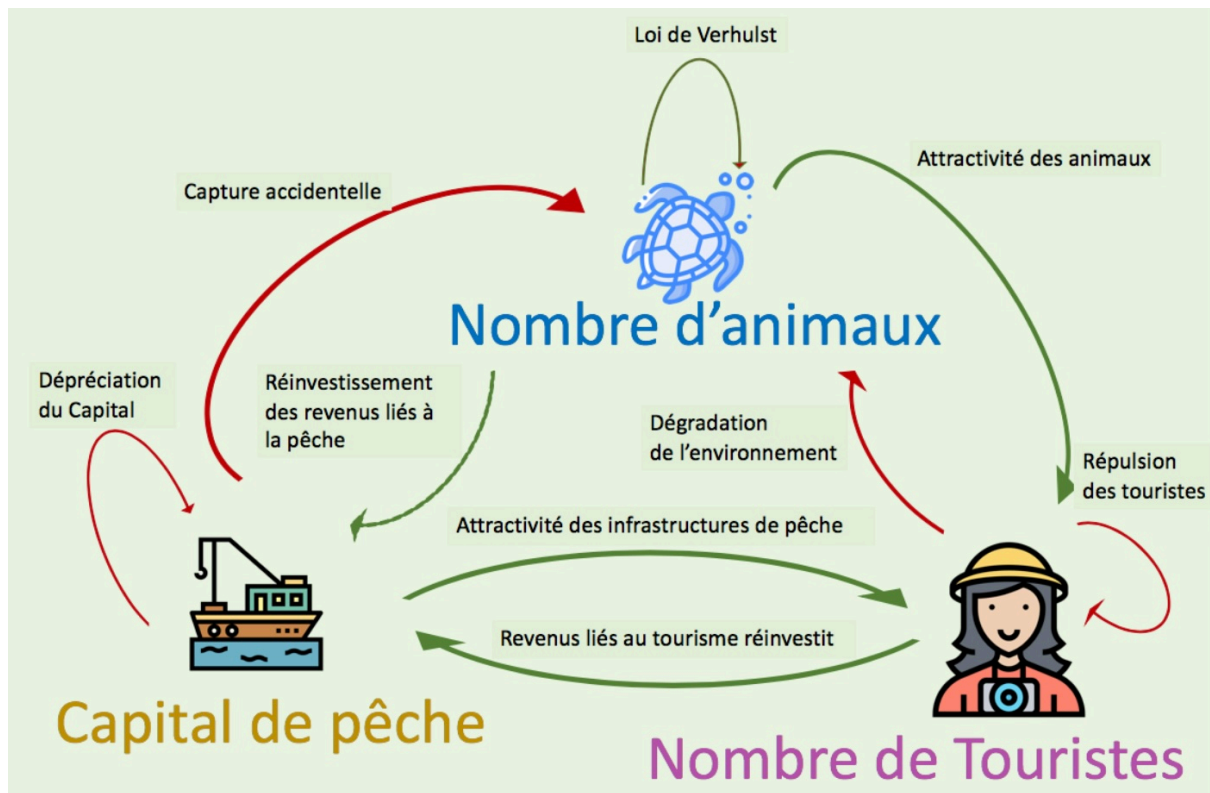 Loi de Verhulst
Attractivité des animaux
Capture accidentelle
Nombre d'animaux
Dépréciation
du Capital
Réinvestissement
des revenus liés à
la pêche
Dégradation
de l'environnement
Répulsion
des touristes
Attractivité des infrastructures de pêche
Revenus liés au tourisme réinvestit
Capital de pêche
Nombre de Touristes